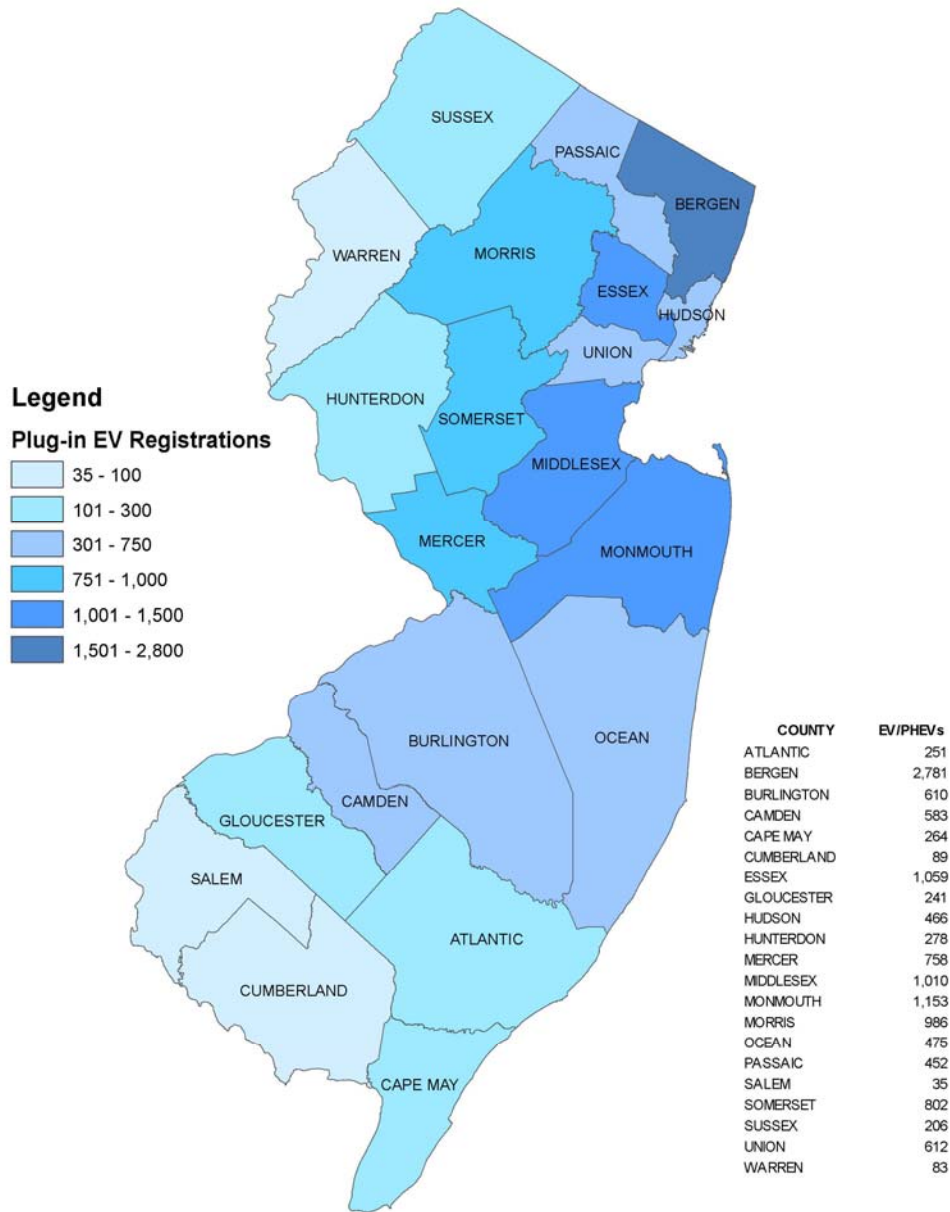 SUSSEX
PASSAIC
BERGEN
WARREN
MORRIS
ESSEX
HUDSON
UNION
HUNTERDON
SOMERSET
MIDDLESEX
MERCER
MONMOUTH
Legend
Plug-in EV Registrations
35 - 100
101 - 300
301 - 750
751 - 1,000
1,001 - 1,500
1,501 - 2,800
BURLINGTON
OCEAN
CAMDEN
GLOUCESTER
SALEM
ATLANTIC
CUMBERLAND
CAPE MAY
COUNTY EV/PHEVs
ATLANTIC 251
BERGEN 2,781
BURLINGTON 610
CAMDEN 583
CAPE MAY 264
CUMBERLAND 89
ESSEX 1,059
GLOUCESTER 241
HUDSON 466
HUNTERDON 278
MERCER 758
MIDDLESEX 1,010
MONMOUTH 1,153
MORRIS 986
OCEAN 475
PASSAIC 452
SALEM 35
SOMERSET 802
SUSSEX 206
UNION 612
WARREN 83